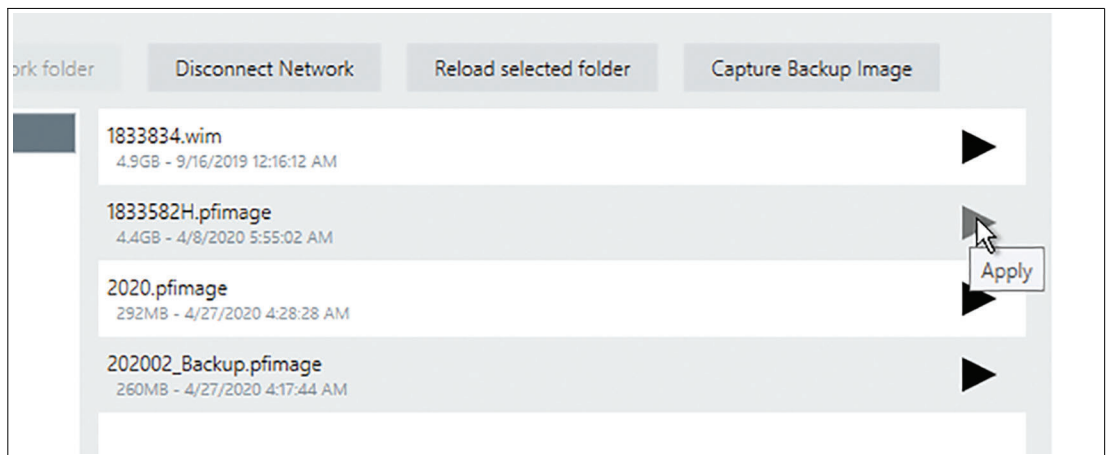 ork folder Disconnect Network Reload selected folder Capture Backup Image
1833834.wim
4.9GB - 9/16/2019 12:16:12 AM
1833582H.pfimage
4.4GB - 4/8/2020 5:55:02 AM
Apply
2020.pfimage
292MB - 4/27/2020 4:28:28 AM
202002_Backup.pfimage
260MB - 4/27/2020 4:17:44 AM